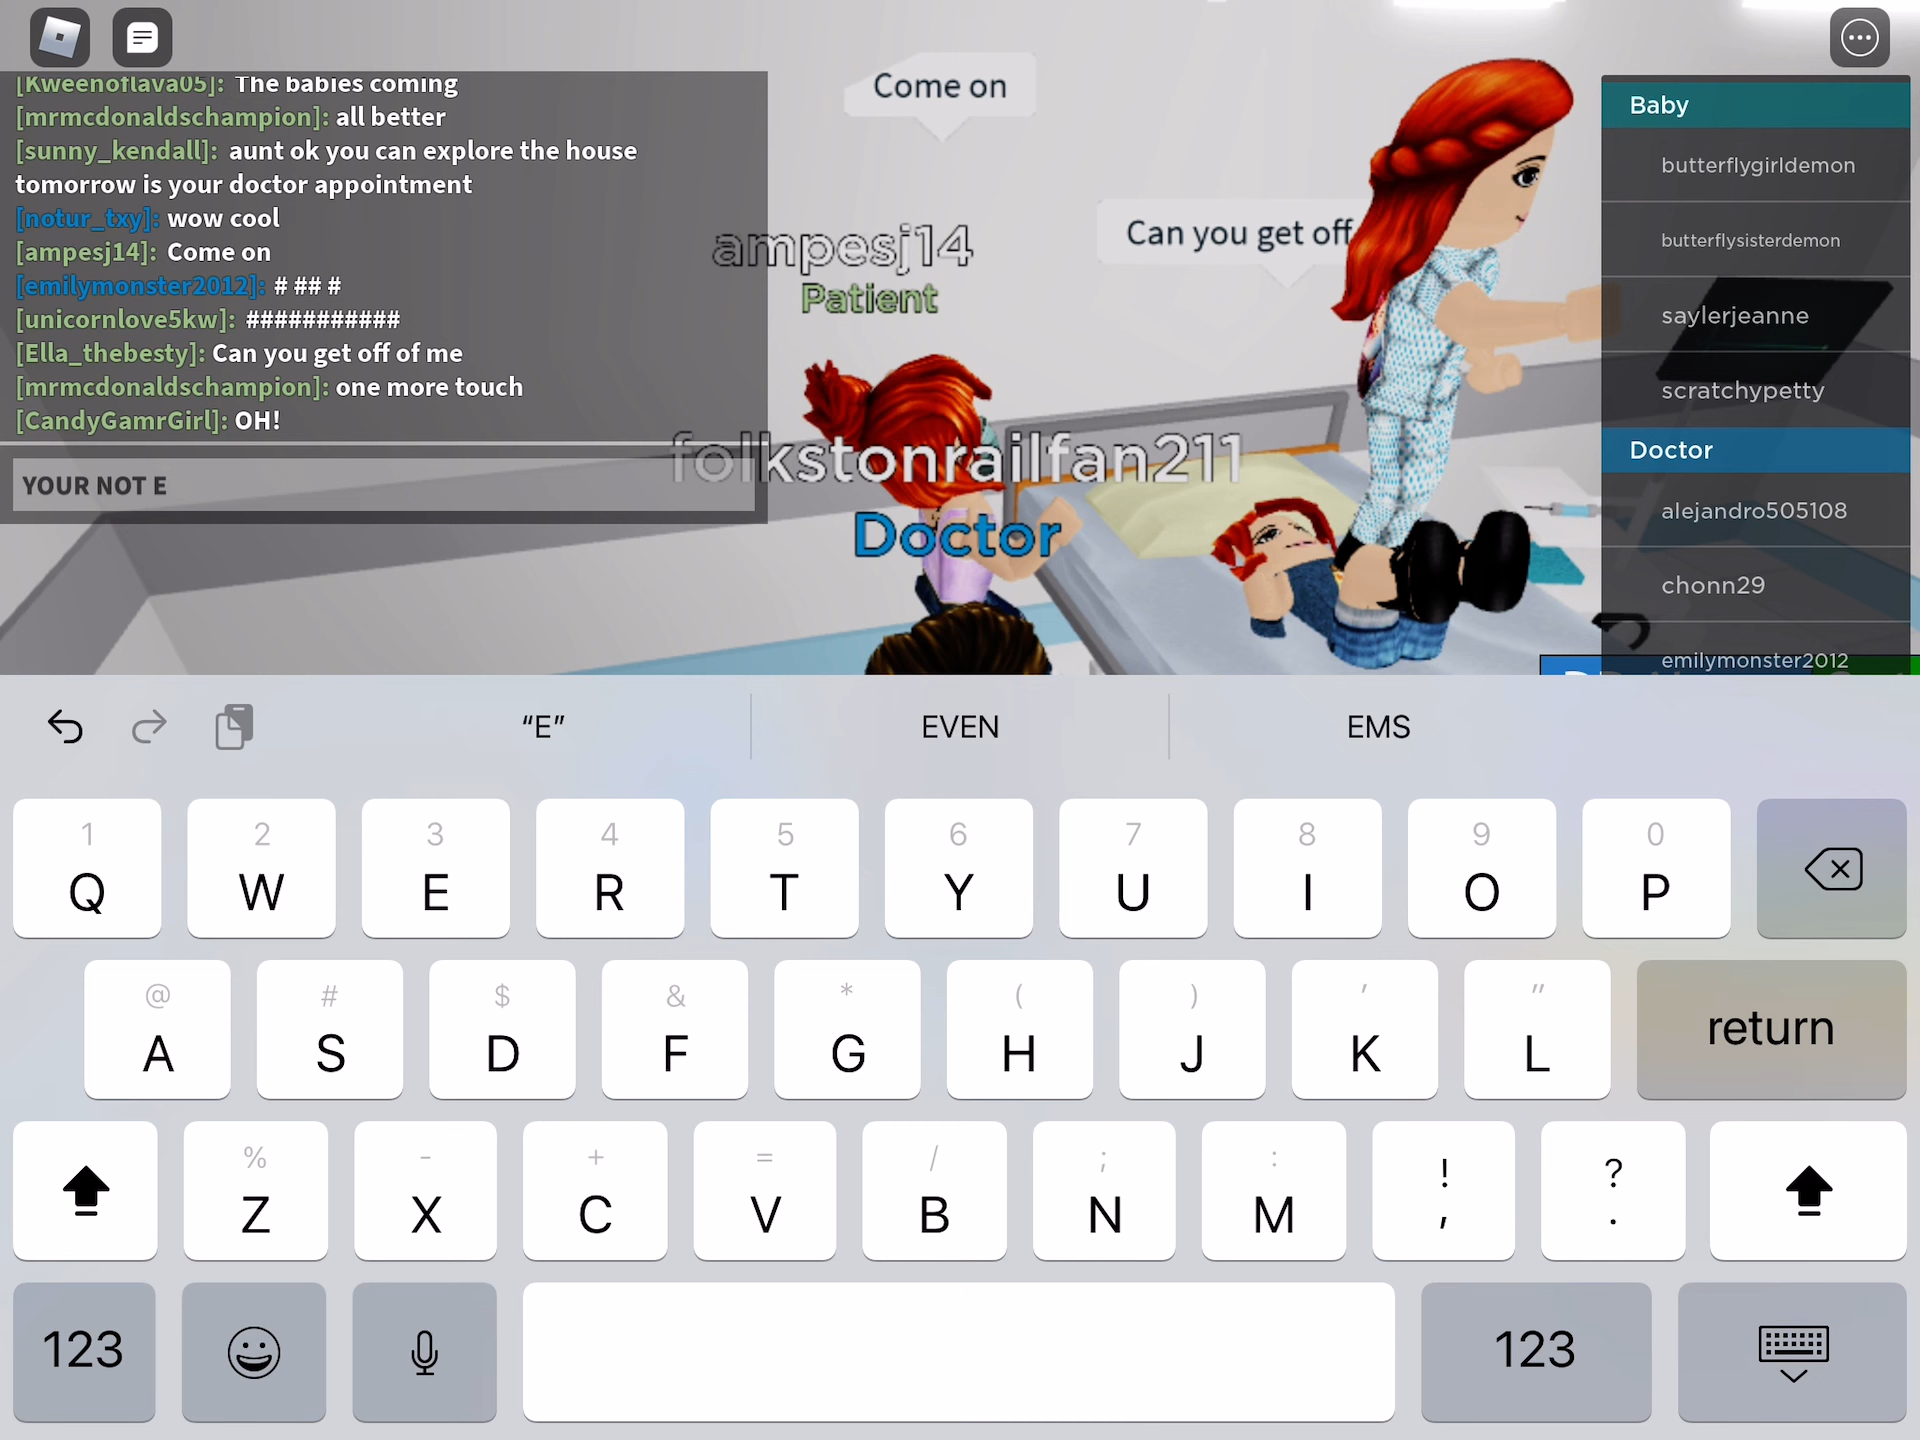 [Kweenoflava05]: The babies coming
[mrmcdonaldschampion]: all better
[sunny_kendall]: aunt ok you can explore the house
tomorrow is your doctor appointment
[notur_txy]: wow cool
[ampesj14]: Come on
[emilymonster2012]: # ## #
[unicornlove5kw]: ###########
[Ella_thebesty]: Can you get off of me
[mrmcdonaldschampion]: one more touch
[CandyGamrGirl]: OH!
YOUR NOT E
Come on
Can you get off
ampesj14
Patient
folkstonrailfan211
Doctor
Baby
butterflygirldemon
butterflysisterdemon
saylerjeanne
scratchypetty
Doctor
alejandro505108
chonn29
emilymonster2012
“E”
EVEN
EMS
1 2 3 4 5 6 7 8 9 0
Q W E R T Y U I O P
@ # $ & * ( ) ' "
A S D F G H J K L return
% - + = / ; : ! ?
Z X C V B N M , .
123 123